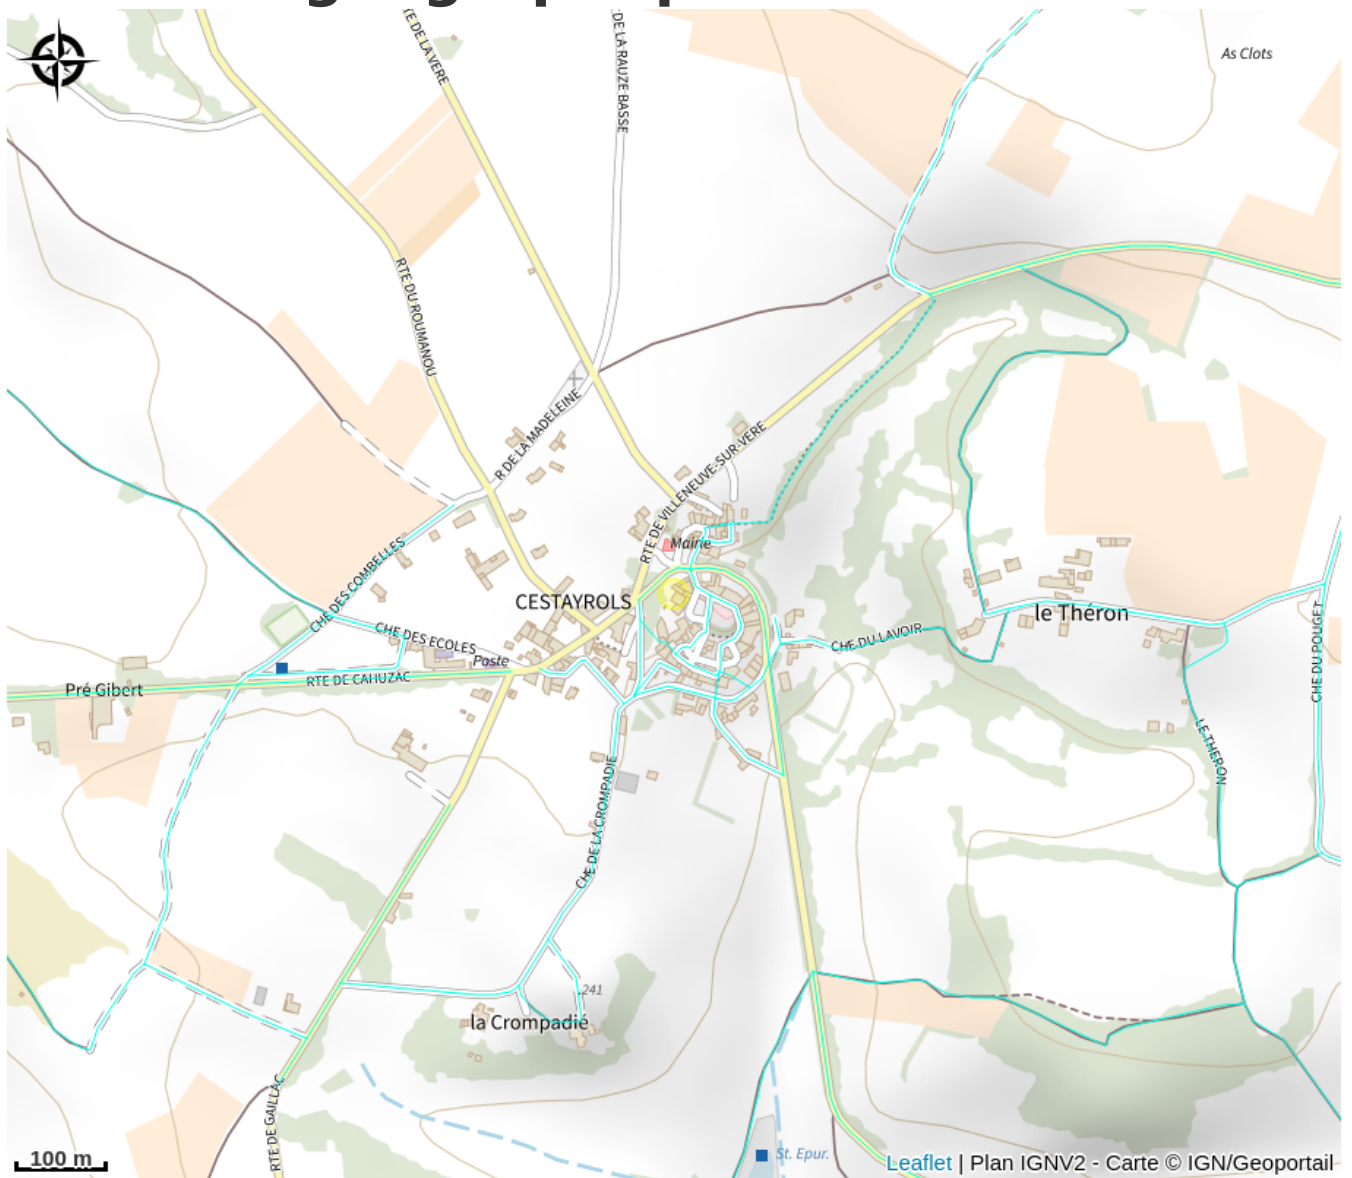 As Clots
RTE DE LA VERE
DE LA RAUZE BASSE
RTE DU ROUMANOU
R DE LA MADELEINE
RTE DE VILLENEUVE-SUR-VERE
Mairie
CHE DES COMBELLES
CESTAYROLS
le Théron
CHE DES ECOLES
CHE DU LAVOIR
Poste
CHE DU POUGET
Pré Gibert
RTE DE CAHUZAC
LE THERON
CHE DE LA CROMPADIE
241
la Crompadié
RTE DE GAILLAC
St. Epur.
100 m
Leaflet | Plan IGNV2 - Carte © IGN/Geoportail